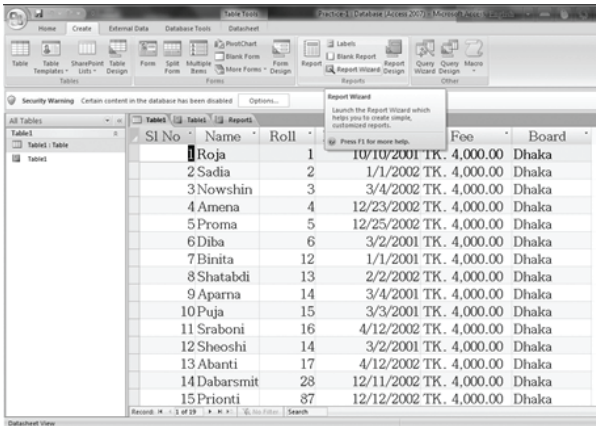 Table Tools Practice-1 : Database (Access 2007) - Microsoft Access
Home Create External Data Database Tools Datasheet
Table Table Templates SharePoint Lists Table Design Form Split Form Multiple Items PivotChart Blank Form More Forms Form Design Report Labels Blank Report Report Wizard Report Design Query Wizard Query Design Macro
Tables Forms Reports Other
Security Warning Certain content in the database has been disabled Options...
Report Wizard
Launch the Report Wizard which
helps you to create simple,
customized reports.
Press F1 for more help.
All Tables
Table1
Table1 : Table
Table1
Table1 Table1 Report1
Sl No Name Roll Fee Board
1 Roja 1 10/10/2001 TK. 4,000.00 Dhaka
2 Sadia 2 1/1/2002 TK. 4,000.00 Dhaka
3 Nowshin 3 3/4/2002 TK. 4,000.00 Dhaka
4 Amena 4 12/23/2002 TK. 4,000.00 Dhaka
5 Proma 5 12/25/2002 TK. 4,000.00 Dhaka
6 Diba 6 3/2/2001 TK. 4,000.00 Dhaka
7 Binita 12 1/1/2001 TK. 4,000.00 Dhaka
8 Shatabdi 13 2/2/2002 TK. 4,000.00 Dhaka
9 Aparna 14 3/4/2001 TK. 4,000.00 Dhaka
10 Puja 15 3/3/2001 TK. 4,000.00 Dhaka
11 Sraboni 16 4/12/2002 TK. 4,000.00 Dhaka
12 Sheoshi 14 3/2/2001 TK. 4,000.00 Dhaka
13 Abanti 17 4/12/2002 TK. 4,000.00 Dhaka
14 Dabarsmit 28 12/11/2002 TK. 4,000.00 Dhaka
15 Prionti 87 12/12/2002 TK. 4,000.00 Dhaka
Record: 1 of 19 No Filter Search
Datasheet View